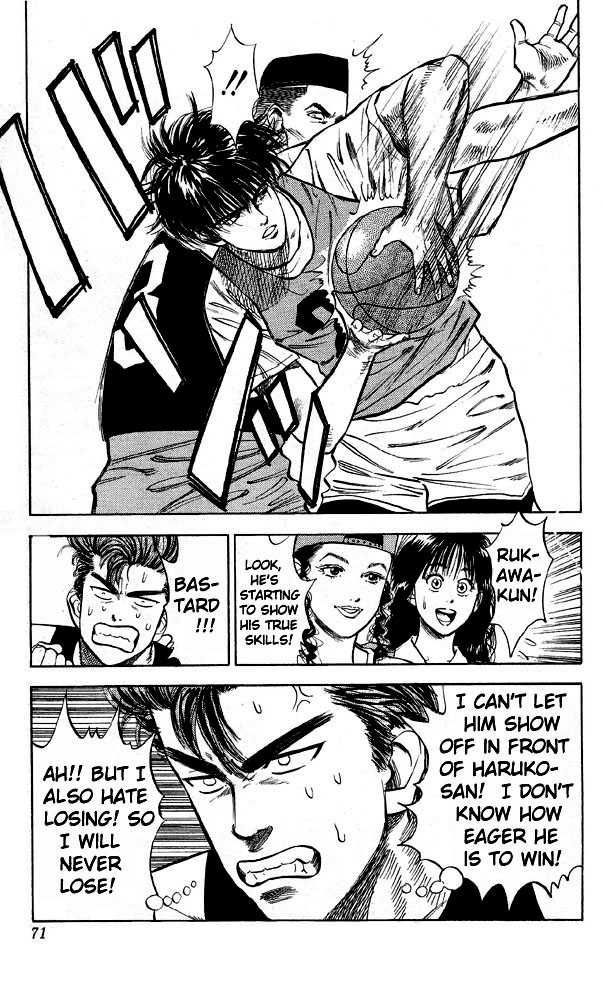 !!
RUK-
AWA-
KUN!
LOOK,
HE'S
STARTING
TO SHOW
HIS TRUE
SKILLS!
BAS-
TARD
!!!
I CAN'T LET
HIM SHOW
OFF IN FRONT
OF HARUKO-
SAN! I DON'T
KNOW HOW
EAGER HE
IS TO WIN!
AH!! BUT I
ALSO HATE
LOSING! SO
I WILL
NEVER
LOSE!
71